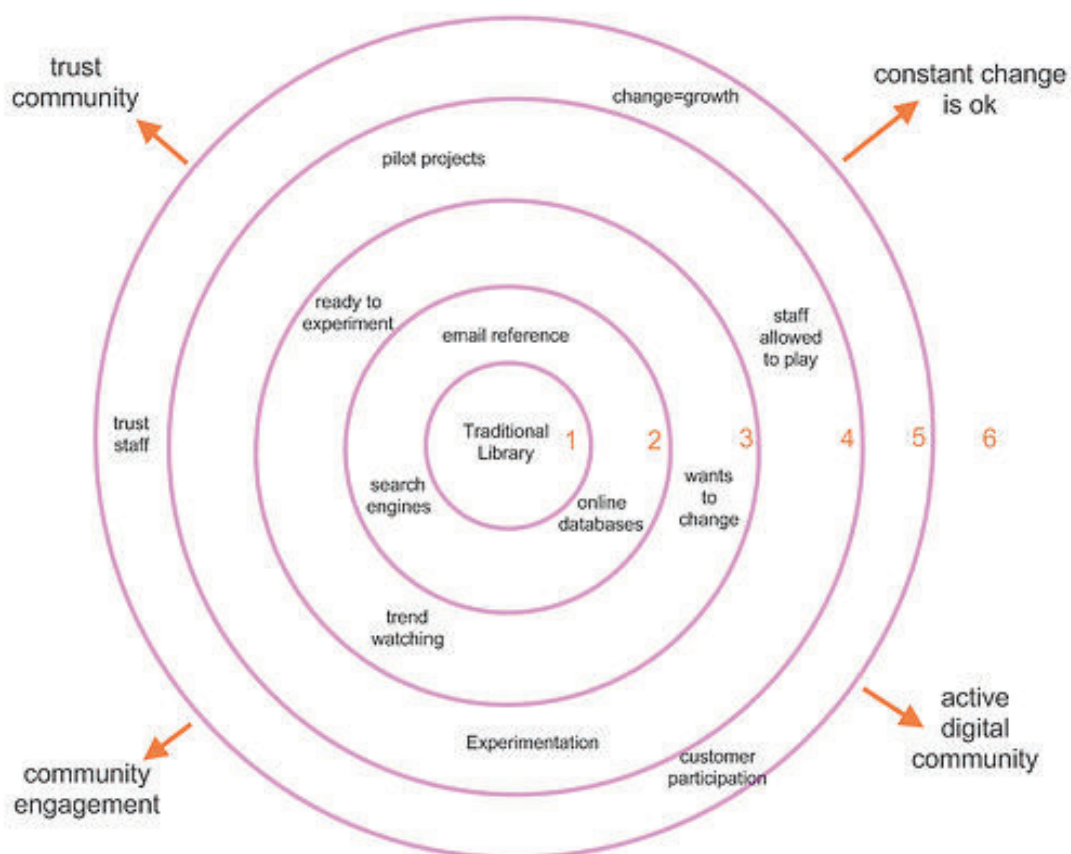 trust
community
constant change
is ok
change=growth
pilot projects
ready to
experiment
email reference
staff
allowed
to play
trust
staff
Traditional
Library
1
2
3
4
5
6
search
engines
online
databases
wants
to
change
trend
watching
Experimentation
customer
participation
active
digital
community
community
engagement